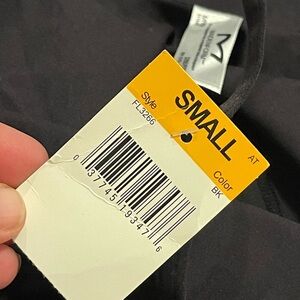 Style
FL3266
SMALL
AT
Color
BK
0 37745 19347 6
M